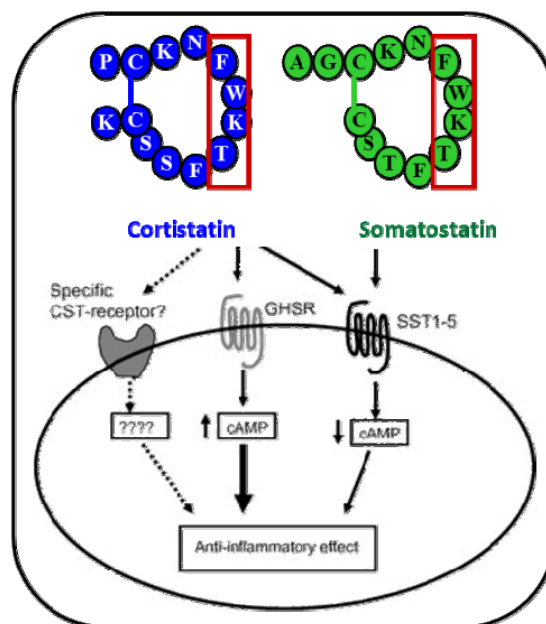 P C K N F W K T F S S C K
A G C K N F W K T F T S C
Cortistatin
Somatostatin
Specific
CST-receptor?
GHSR
SST1-5
????
cAMP
cAMP
Anti-inflammatory effect